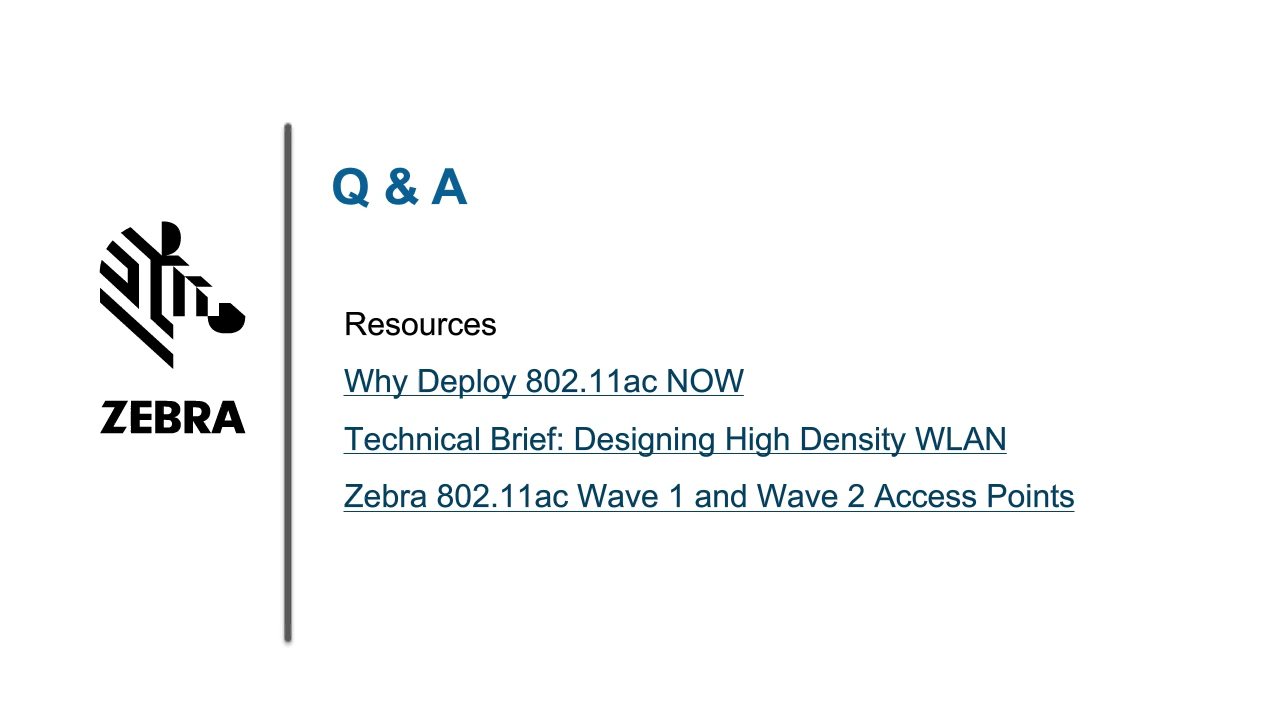 Q & A
ZEBRA
Resources
Why Deploy 802.11ac NOW
Technical Brief: Designing High Density WLAN
Zebra 802.11ac Wave 1 and Wave 2 Access Points